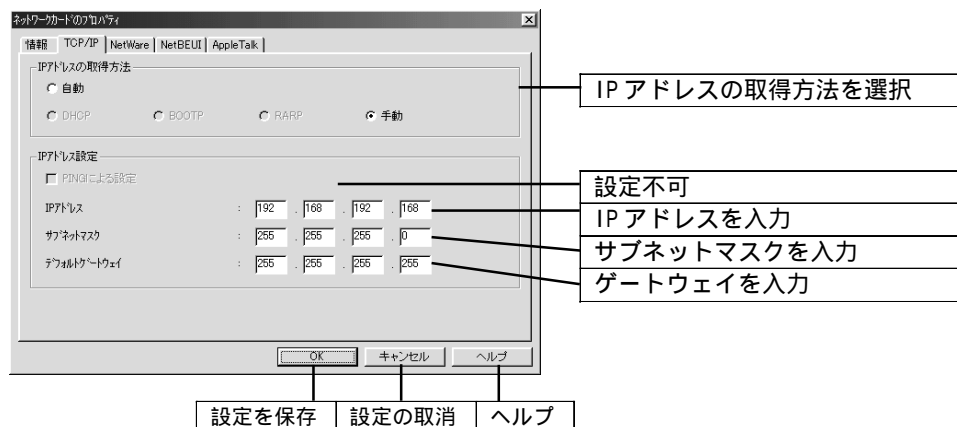 ネットワークカードのプロパティ
情報 TCP/IP NetWare NetBEUI AppleTalk
IPアドレスの取得方法
自動
DHCP BOOTP RARP 手動
IPアドレスの取得方法を選択
IPアドレス設定
PINGによる設定
設定不可
IPアドレス : 192 . 168 . 192 . 168
IPアドレスを入力
サブネットマスク : 255 . 255 . 255 . 0
サブネットマスクを入力
デフォルトゲートウェイ : 255 . 255 . 255 . 255
ゲートウェイを入力
OK キャンセル ヘルプ
設定を保存 設定の取消 ヘルプ